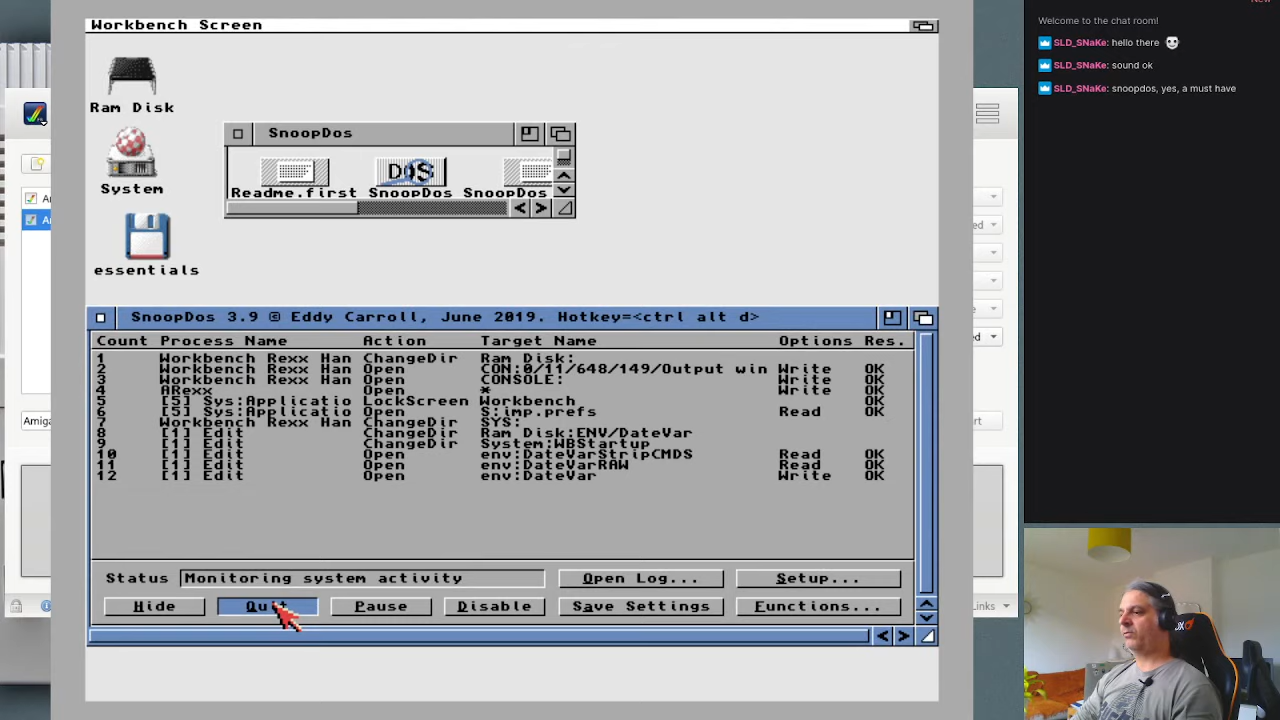 Workbench Screen
New
Welcome to the chat room!
SLD_SNaKe: hello there
SLD_SNaKe: sound ok
SLD_SNaKe: snoopdos, yes, a must have
Ram Disk
System
essentials
SnoopDos
DOS
Readme.first SnoopDos SnoopDos
SnoopDos 3.9 © Eddy Carroll, June 2019. Hotkey=<ctrl alt d>
Count Process Name Action Target Name Options Res.
1 Workbench Rexx Han ChangeDir Ram Disk:
2 Workbench Rexx Han Open CON:0/11/648/149/Output win Write OK
3 Workbench Rexx Han Open CONSOLE: Write OK
4 ARexx Open * Write OK
5 [5] Sys:Applicatio LockScreen Workbench OK
6 [5] Sys:Applicatio Open S:imp.prefs Read OK
7 Workbench Rexx Han ChangeDir SYS:
8 [1] Edit ChangeDir Ram Disk:ENV/DateVar
9 [1] Edit ChangeDir System:WBStartup
10 [1] Edit Open env:DateVarStripCMDS Read OK
11 [1] Edit Open env:DateVarRAW Read OK
12 [1] Edit Open env:DateVar Write OK
Status Monitoring system activity Open Log... Setup...
Hide Quit Pause Disable Save Settings Functions...
Links